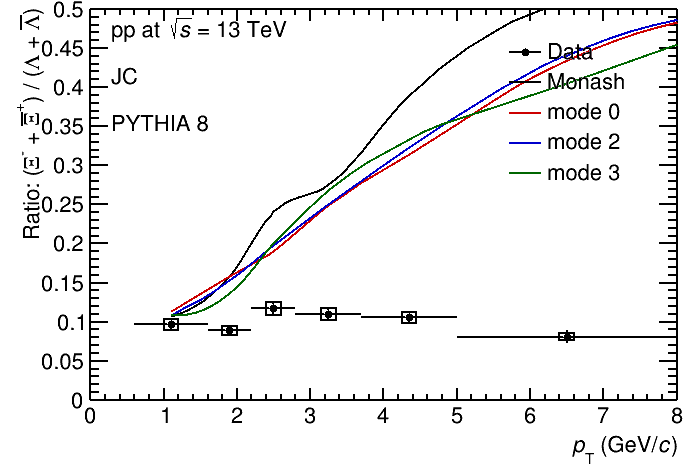 pp at √s = 13 TeV
JC
PYTHIA 8
Data
Monash
mode 0
mode 2
mode 3
Ratio: (Ξ⁻ + Ξ̅⁺) / (Λ + Λ̅)
0.5
0.45
0.4
0.35
0.3
0.25
0.2
0.15
0.1
0.05
0
0 1 2 3 4 5 6 7 8
p_T (GeV/c)